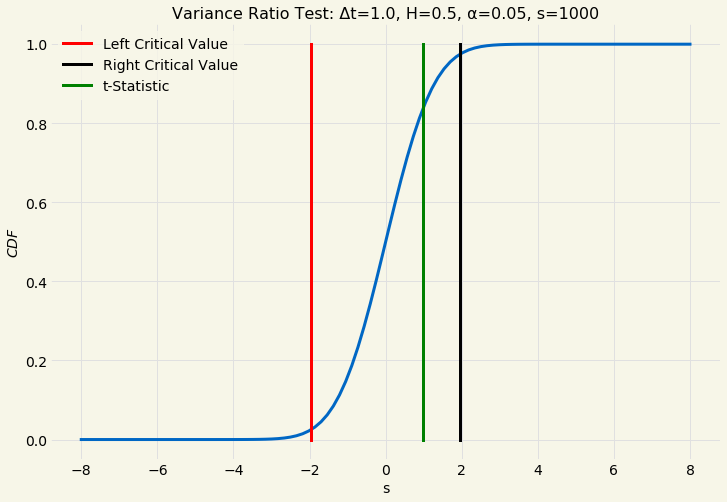 Variance Ratio Test: Δt=1.0, H=0.5, α=0.05, s=1000
Left Critical Value
Right Critical Value
t-Statistic
CDF
1.0
0.8
0.6
0.4
0.2
0.0
−8 −6 −4 −2 0 2 4 6 8
s